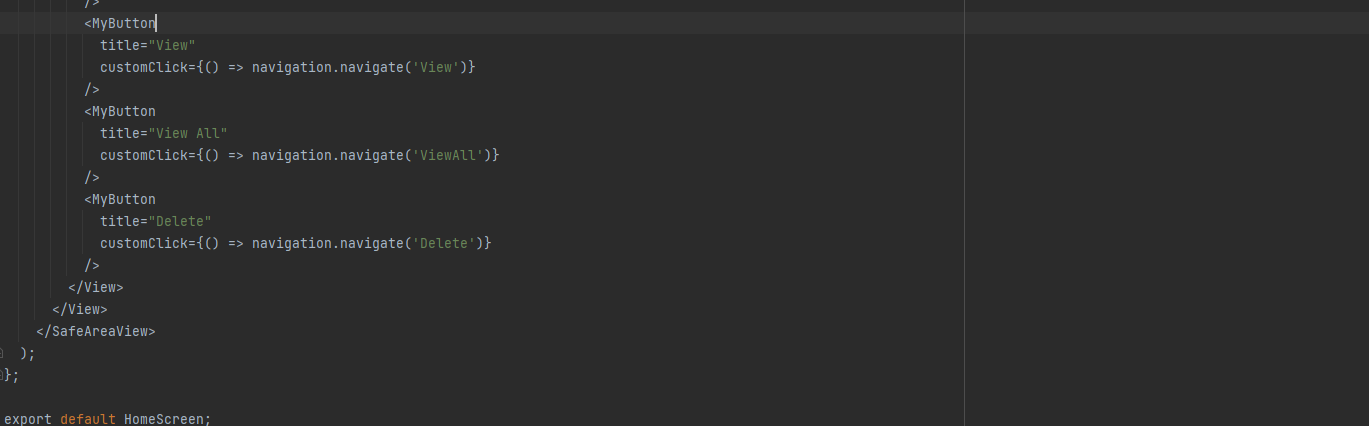 />
<MyButton
title="View"
customClick={() => navigation.navigate('View')}
/>
<MyButton
title="View All"
customClick={() => navigation.navigate('ViewAll')}
/>
<MyButton
title="Delete"
customClick={() => navigation.navigate('Delete')}
/>
</View>
</View>
</SafeAreaView>
);
};
export default HomeScreen;